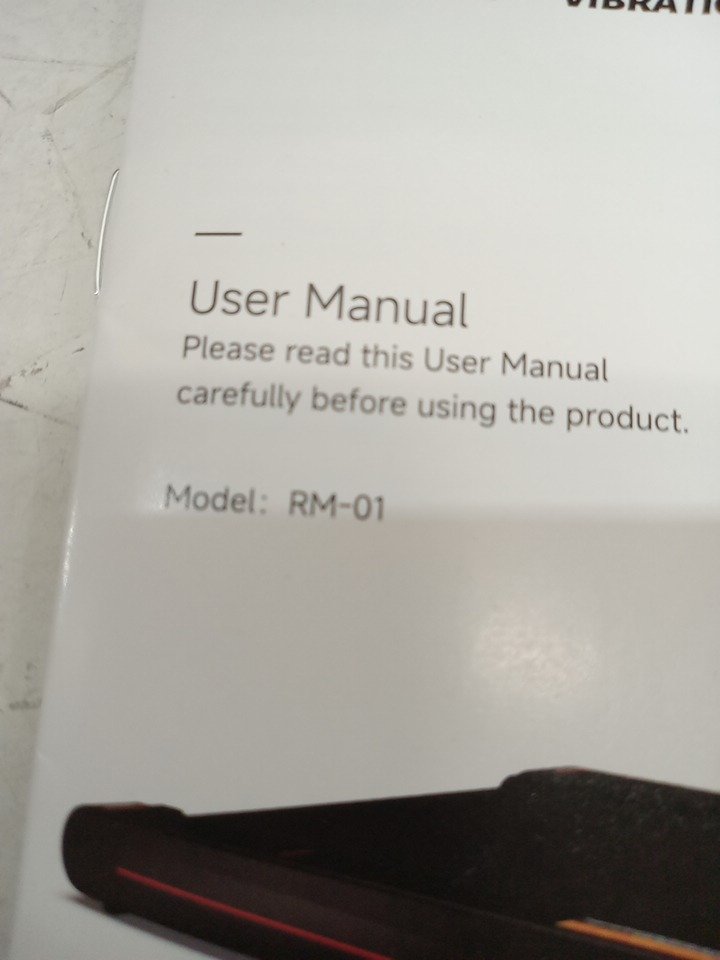 User Manual
Please read this User Manual
carefully before using the product.
Model: RM-01